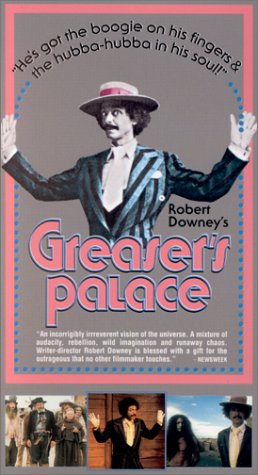 "He's got the boogie on his fingers &
the hubba-hubba in his soul!"
Robert
Downey's
Greaser's
palace
"An incorrigibly irreverent vision of the universe. A mixture of
audacity, rebellion, wild imagination and runaway chaos.
Writer-director Robert Downey is blessed with a gift for the
outrageous that no other filmmaker touches." –NEWSWEEK